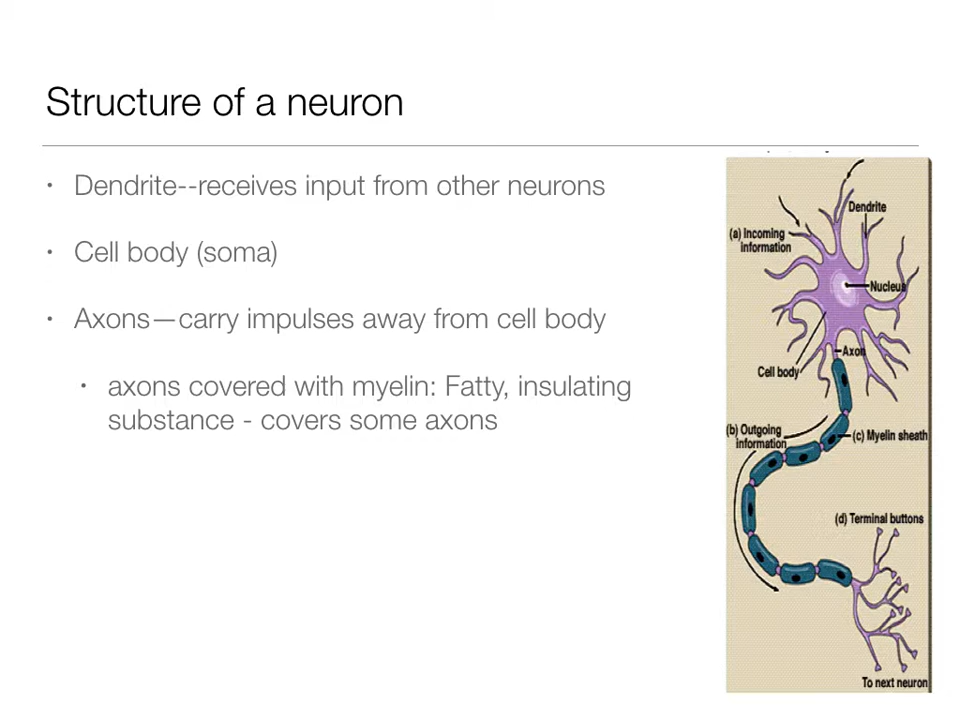 Structure of a neuron
• Dendrite--receives input from other neurons
• Cell body (soma)
• Axons—carry impulses away from cell body
• axons covered with myelin: Fatty, insulating
substance - covers some axons
Dendrite
(a) Incoming
information
Nucleus
Axon
Cell body
(b) Outgoing
information
(c) Myelin sheath
(d) Terminal buttons
To next neuron